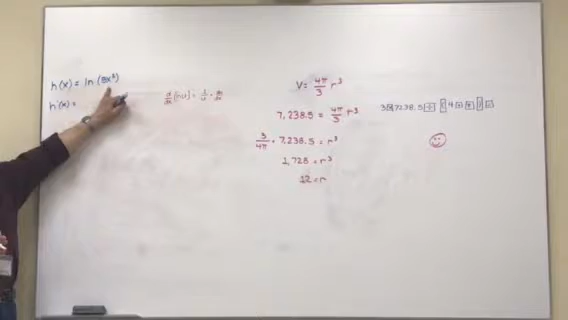 h(x) = ln (8x³)
h'(x) =
d/dx [ln u] = 1/u · du/dx
V = 4π/3 r³
7,238.5 = 4π/3 r³
3/4π · 7,238.5 = r³
1,728 = r³
12 = r